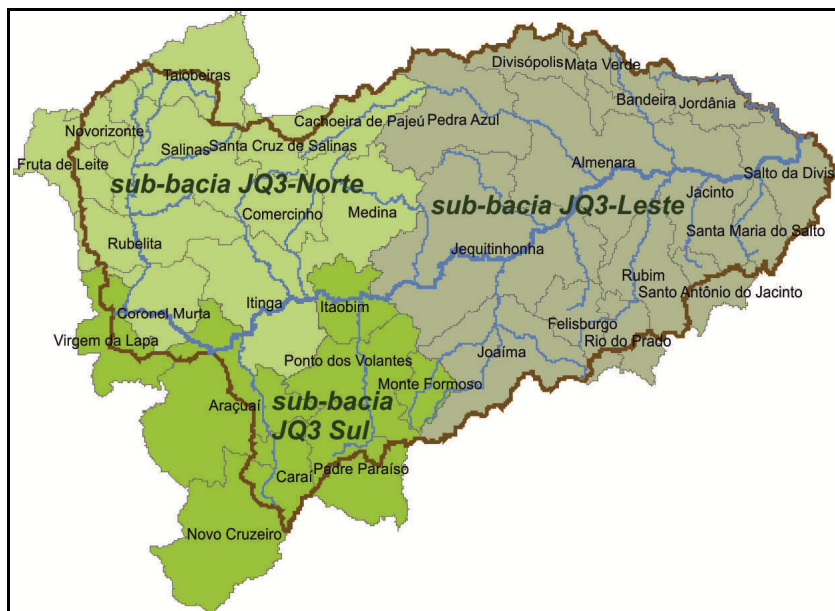 Divisópolis
Mata Verde
Taiobeiras
Bandeira
Jordânia
Cachoeira de Pajeú
Pedra Azul
Novorizonte
Salinas
Santa Cruz de Salinas
Fruta de Leite
Almenara
Salto da Divis
sub-bacia JQ3-Norte
Jacinto
sub-bacia JQ3-Leste
Comercinho
Medina
Santa Maria do Salto
Rubelita
Jequitinhonha
Rubim
Santo Antônio do Jacinto
Itinga
Itaobim
Coronel Murta
Felisburgo
Virgem da Lapa
Rio do Prado
Ponto dos Volantes
Joaíma
Monte Formoso
Araçuaí
sub-bacia
JQ3 Sul
Caraí
Padre Paraíso
Novo Cruzeiro